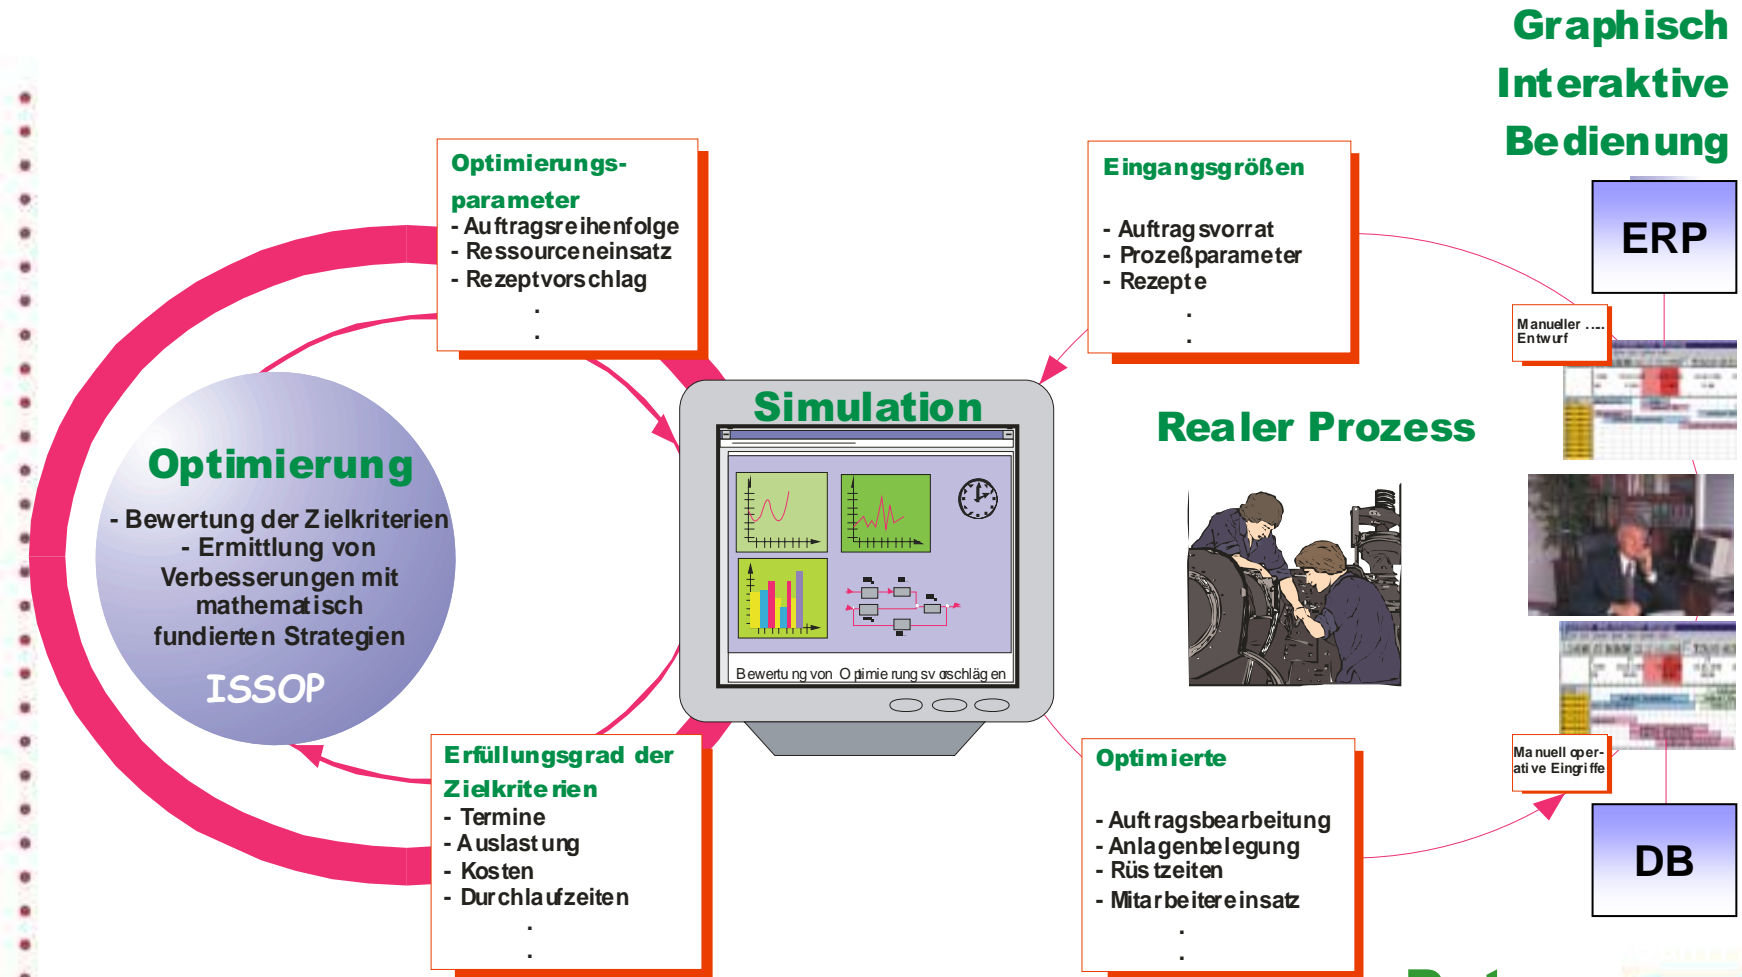 Graphisch
Interaktive
Bedienung
Optimierungs-
parameter
- Auftragsreihenfolge
- Ressourceneinsatz
- Rezeptvorschlag
.
.
Eingangsgrößen
- Auftragsvorrat
- Prozeßparameter
- Rezepte
.
.
ERP
Manueller ....
Entwurf
Simulation
Realer Prozess
Optimierung
- Bewertung der Zielkriterien
- Ermittlung von
Verbesserungen mit
mathematisch
fundierten Strategien
ISSOP
Bewertung von Optimierungsvorschlägen
Erfüllungsgrad der
Zielkriterien
- Termine
- Auslastung
- Kosten
- Durchlaufzeiten
.
.
Optimierte
- Auftragsbearbeitung
- Anlagenbelegung
- Rüstzeiten
- Mitarbeitereinsatz
.
.
Manuell oper-
ative Eingriffe
DB